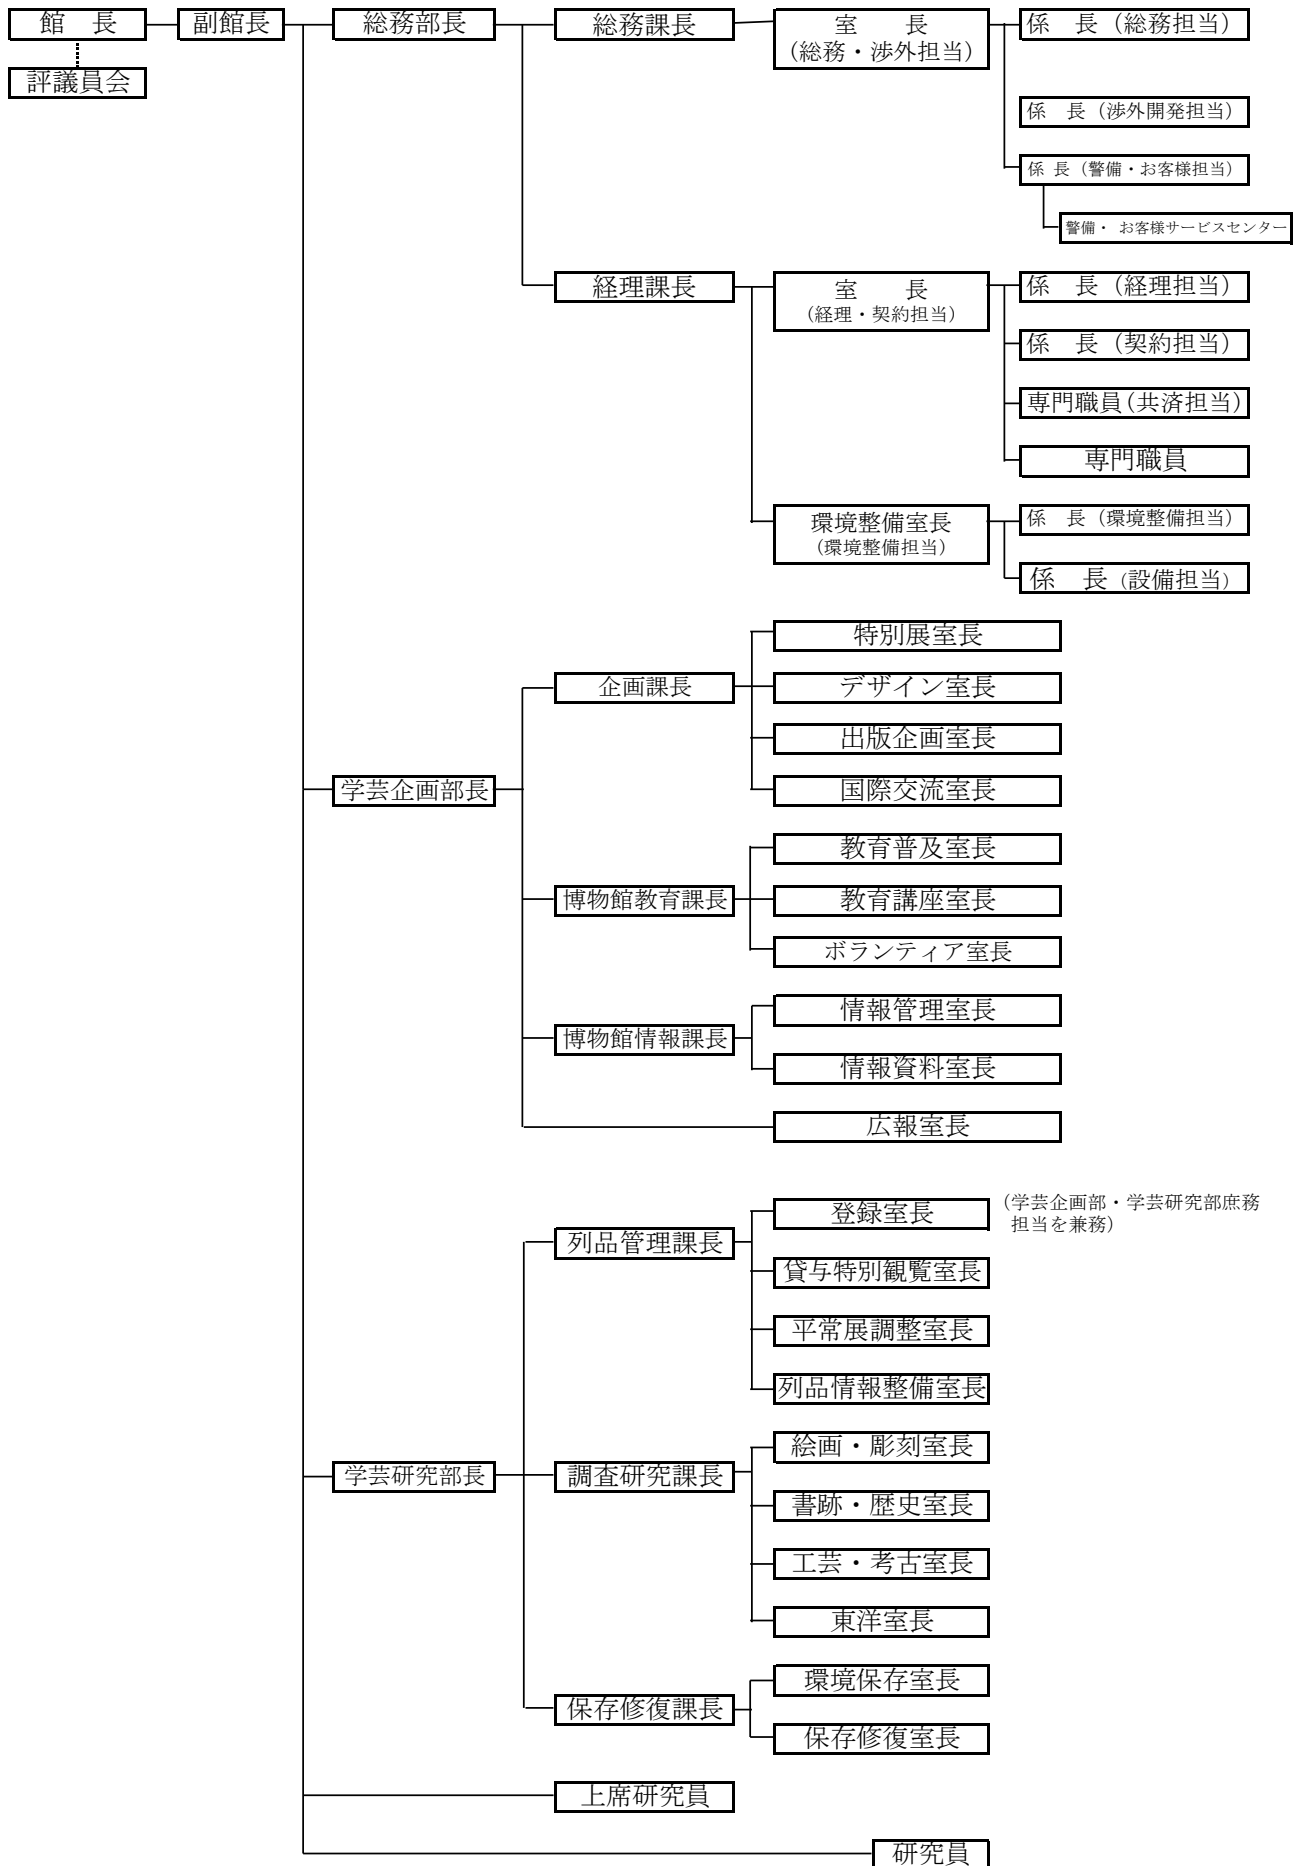 館　長
副館長
総務部長
総務課長
室　　長
（総務・渉外担当）
係　長（総務担当）
評議員会
係　長（渉外開発担当）
係 長（警備・お客様担当）
警備・ お客様サービスセンター
経理課長
室　　長
（経理・契約担当）
係　長（経理担当）
係　長（契約担当）
専門職員（共済担当）
専門職員
環境整備室長
（環境整備担当）
係　長（環境整備担当）
係　長（設備担当）
特別展室長
企画課長
デザイン室長
出版企画室長
学芸企画部長
国際交流室長
教育普及室長
博物館教育課長
教育講座室長
ボランティア室長
情報管理室長
博物館情報課長
情報資料室長
広報室長
登録室長
（学芸企画部・学芸研究部庶務
担当を兼務）
列品管理課長
貸与特別観覧室長
平常展調整室長
列品情報整備室長
絵画・彫刻室長
学芸研究部長
調査研究課長
書跡・歴史室長
工芸・考古室長
東洋室長
環境保存室長
保存修復課長
保存修復室長
上席研究員
研究員